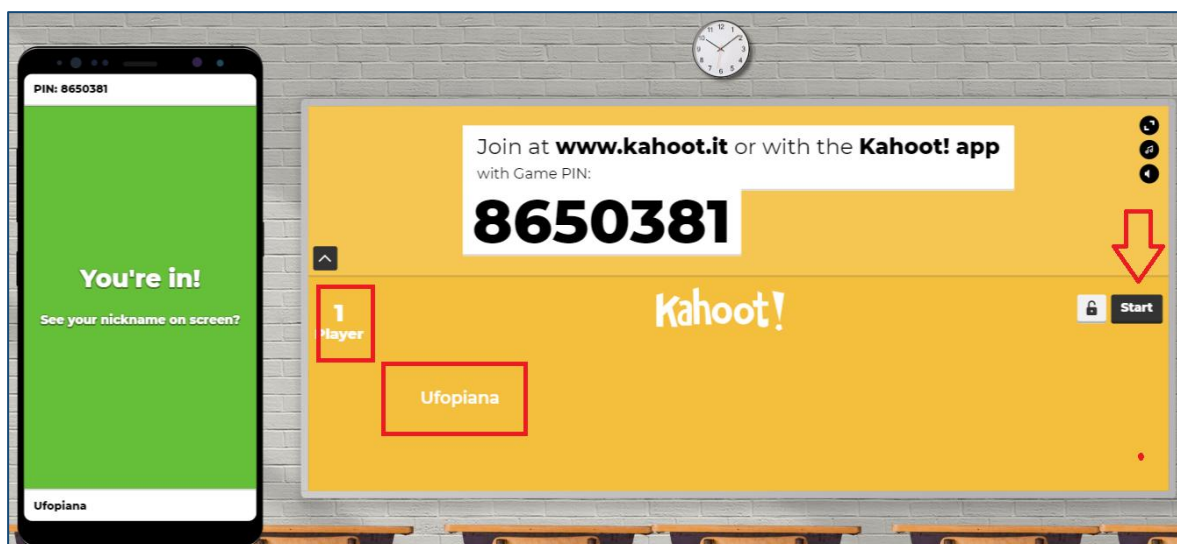 PIN: 8650381
You're in!
See your nickname on screen?
Ufopiana
Join at www.kahoot.it or with the Kahoot! app
with Game PIN:
8650381
1
Player
Kahoot!
Start
Ufopiana